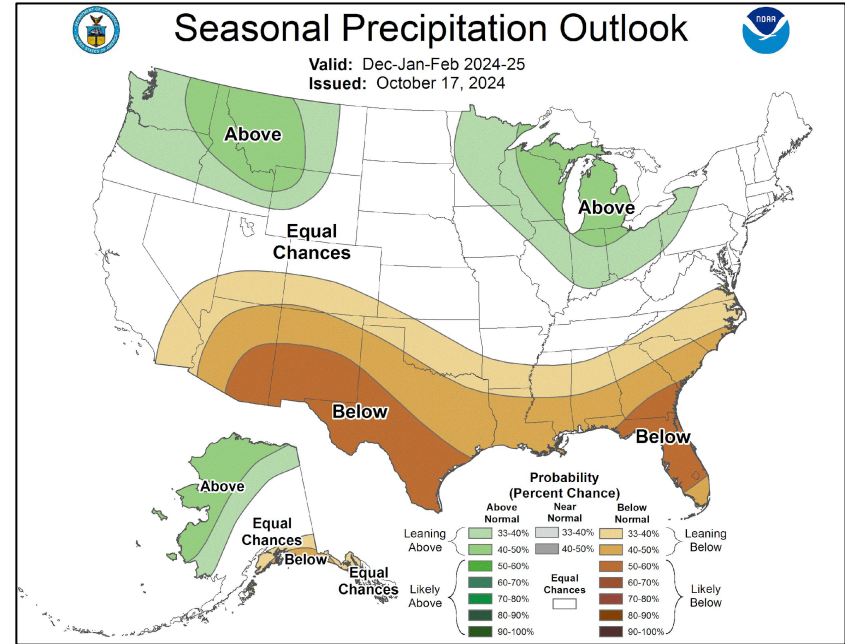 Seasonal Precipitation Outlook
NOAA
Valid: Dec-Jan-Feb 2024-25
Issued: October 17, 2024
Above
Above
Equal
Chances
Below
Below
Above
Equal
Chances
Below
Equal
Chances
Probability
(Percent Chance)
Above
Normal
Near
Normal
Below
Normal
Leaning
Above
33-40%
40-50%
33-40%
40-50%
33-40%
40-50%
Leaning
Below
Likely
Above
50-60%
60-70%
70-80%
80-90%
90-100%
Equal
Chances
50-60%
60-70%
70-80%
80-90%
90-100%
Likely
Below